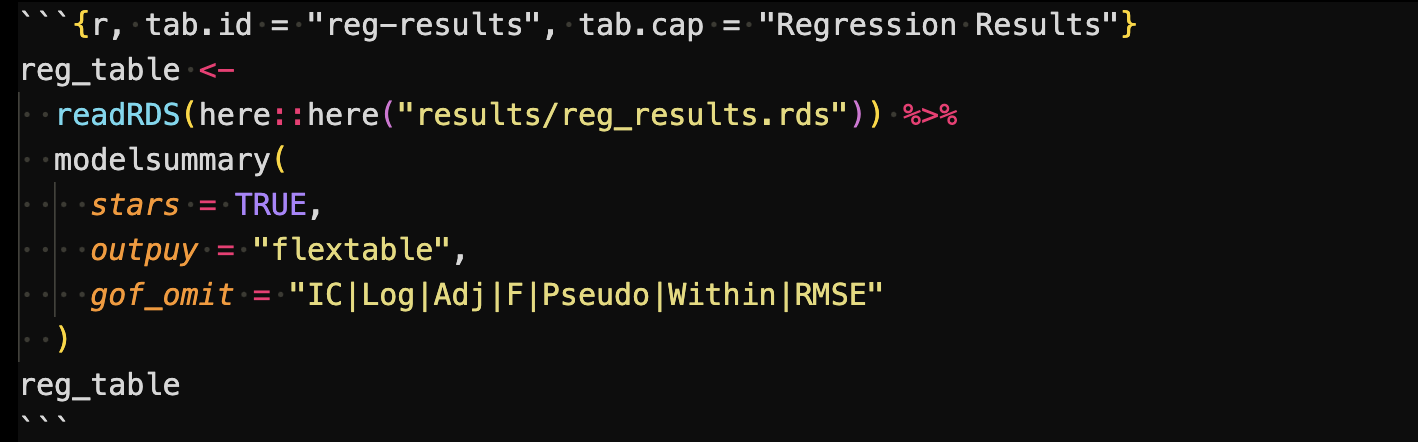 ```{r, tab.id = "reg-results", tab.cap = "Regression Results"}
reg_table <-
  readRDS(here::here("results/reg_results.rds")) %>%
  modelsummary(
    stars = TRUE,
    outpuy = "flextable",
    gof_omit = "IC|Log|Adj|F|Pseudo|Within|RMSE"
  )
reg_table
```